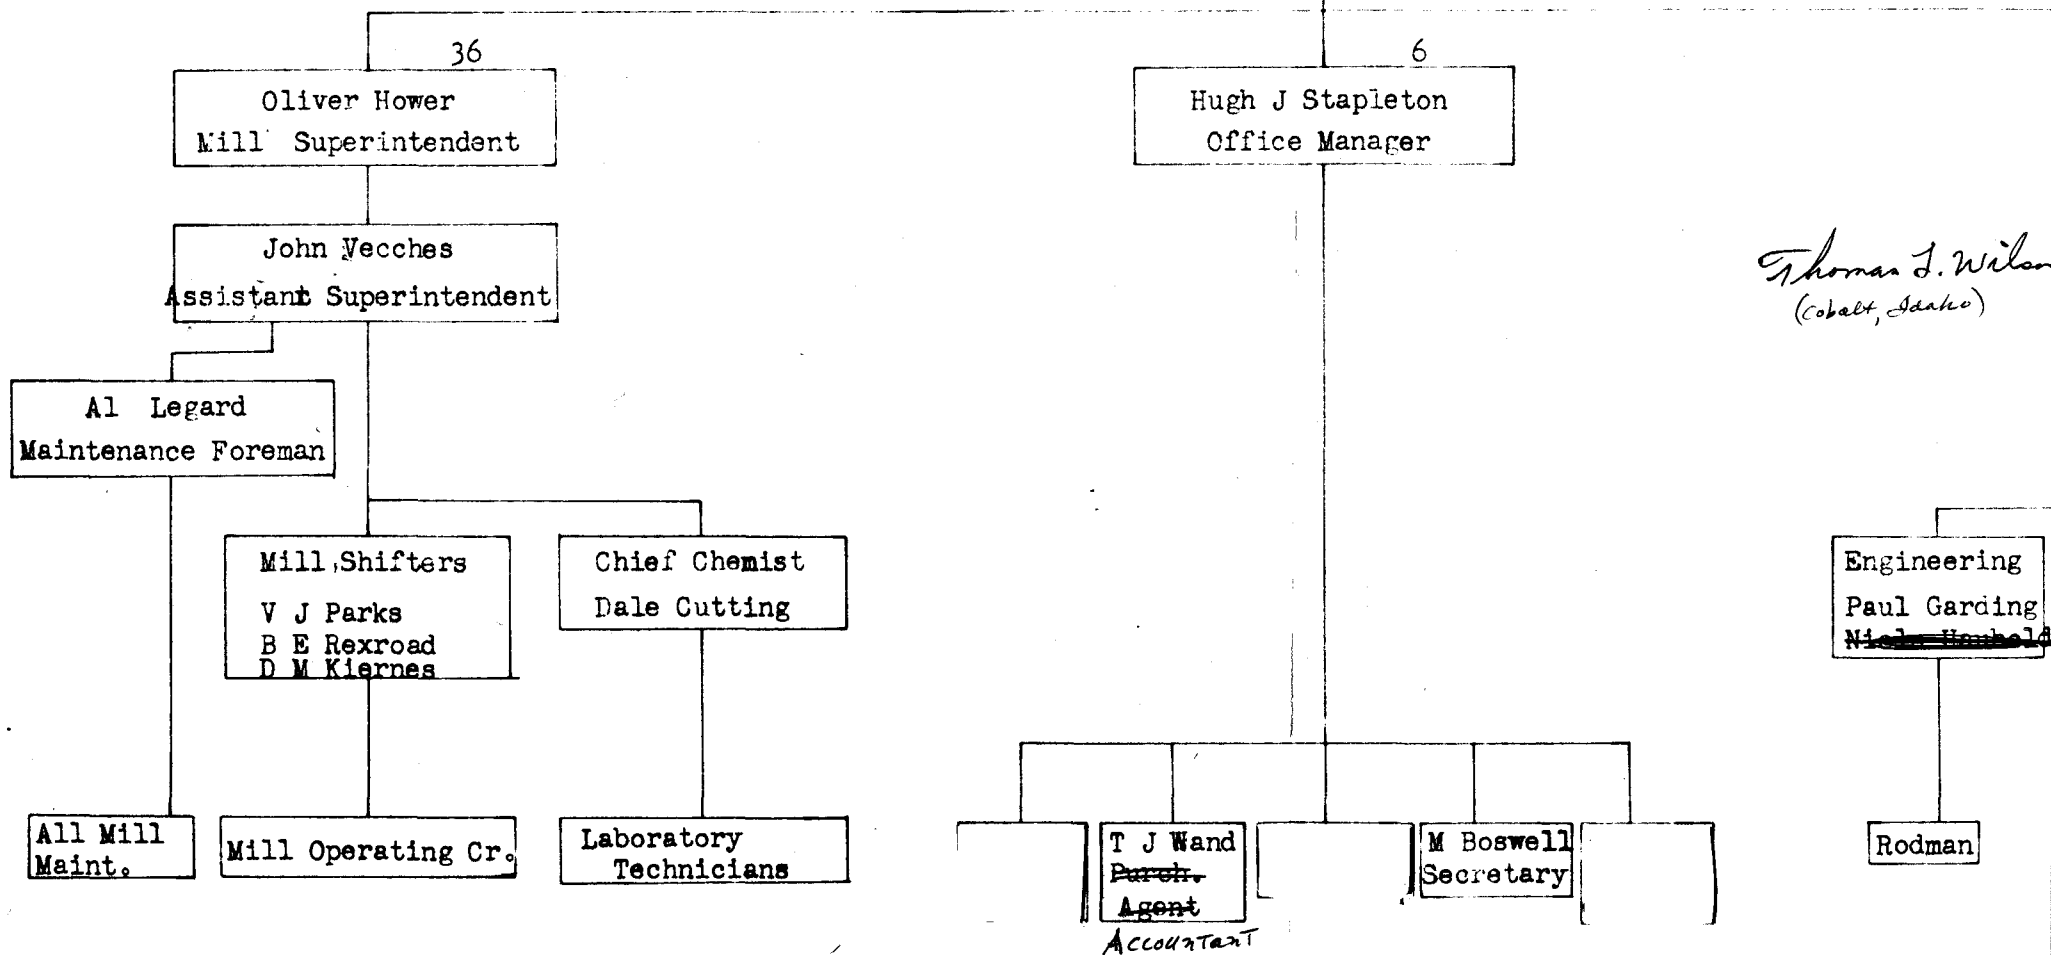 36
Oliver Hower
Mill Superintendent
John Vecches
Assistant Superintendent
Al Legard
Maintenance Foreman
Mill Shifters
V J Parks
B E Rexroad
D M Kiernes
Chief Chemist
Dale Cutting
All Mill
Maint.
Mill Operating Cr.
Laboratory
Technicians
6
Hugh J Stapleton
Office Manager
T J Wand
Purch.
Agent
Accountant
M Boswell
Secretary
Thomas J. Wilson
(Cobalt, Idaho)
Engineering
Paul Garding
Rodman